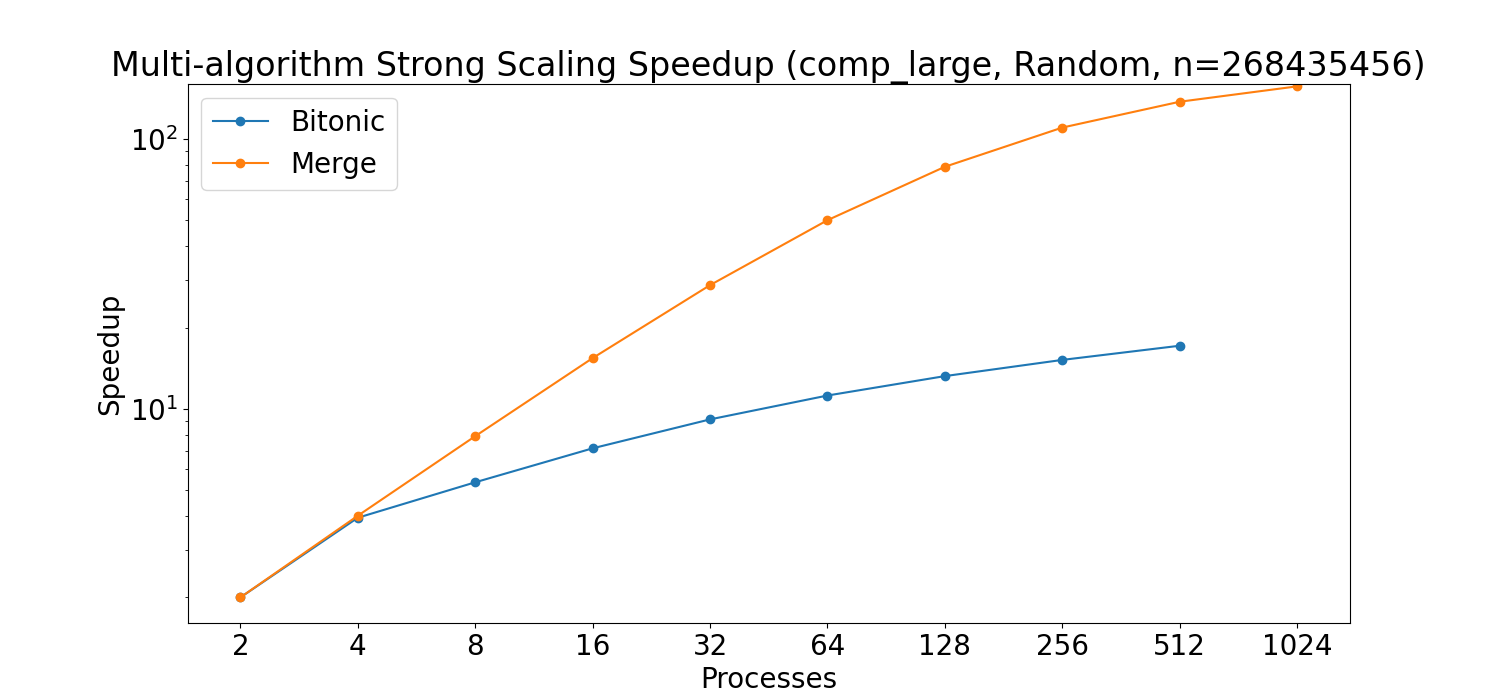 Multi-algorithm Strong Scaling Speedup (comp_large, Random, n=268435456)
Bitonic
Merge
10²
10¹
Speedup
2 4 8 16 32 64 128 256 512 1024
Processes